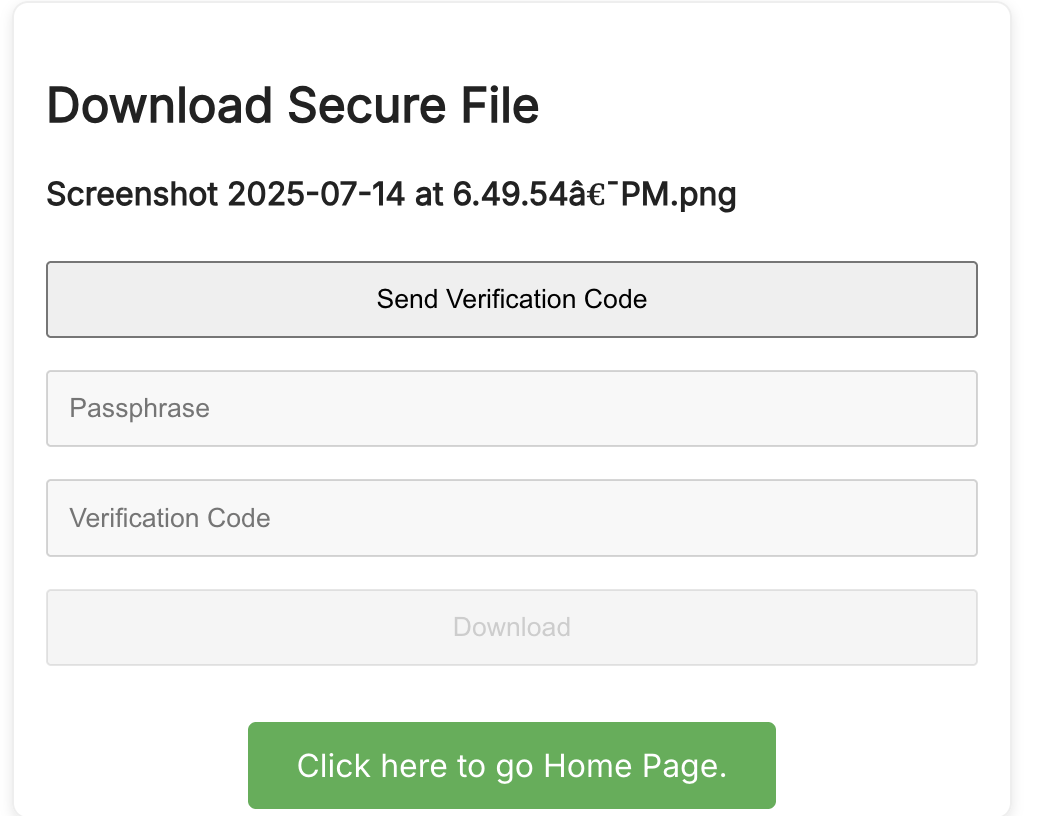 Download Secure File
Screenshot 2025-07-14 at 6.49.54â€¯PM.png
Send Verification Code
Passphrase
Verification Code
Download
Click here to go Home Page.